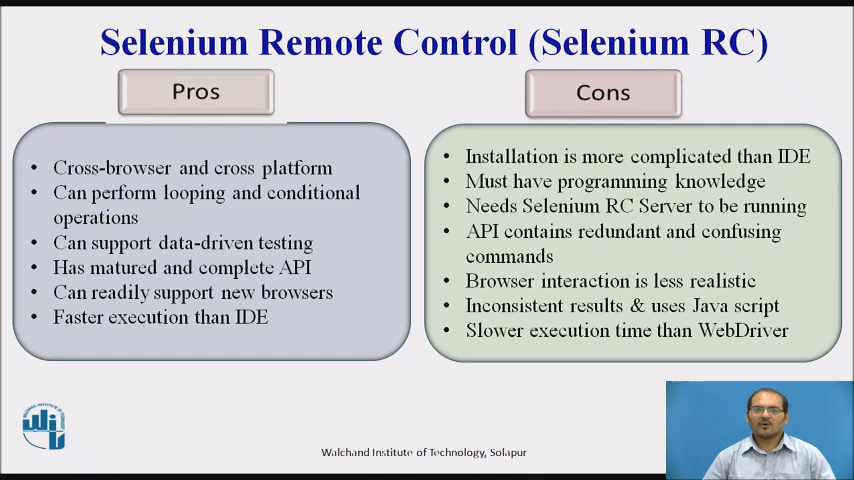 Selenium Remote Control (Selenium RC)
Pros
• Cross-browser and cross platform
• Can perform looping and conditional
operations
• Can support data-driven testing
• Has matured and complete API
• Can readily support new browsers
• Faster execution than IDE
Cons
• Installation is more complicated than IDE
• Must have programming knowledge
• Needs Selenium RC Server to be running
• API contains redundant and confusing
commands
• Browser interaction is less realistic
• Inconsistent results & uses Java script
• Slower execution time than WebDriver
Walchand Institute of Technology, Solapur